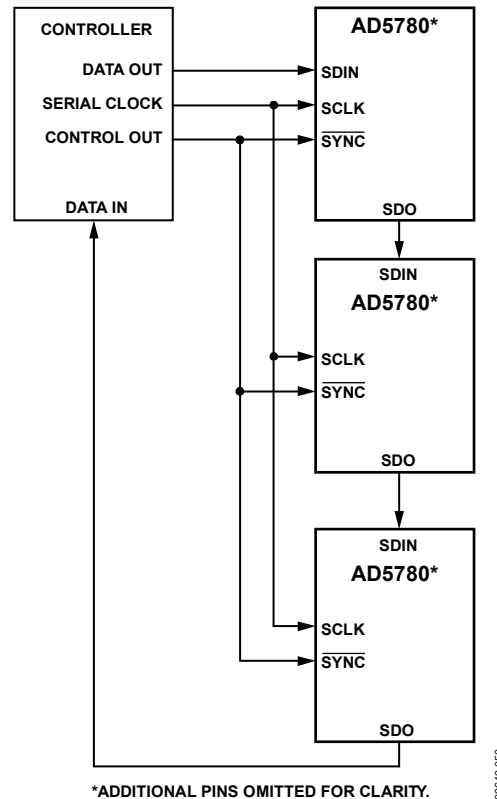 CONTROLLER
DATA OUT
SERIAL CLOCK
CONTROL OUT
DATA IN
AD5780*
SDIN
SCLK
SYNC
SDO
SDIN
AD5780*
SCLK
SYNC
SDO
SDIN
AD5780*
SCLK
SYNC
SDO
*ADDITIONAL PINS OMITTED FOR CLARITY.